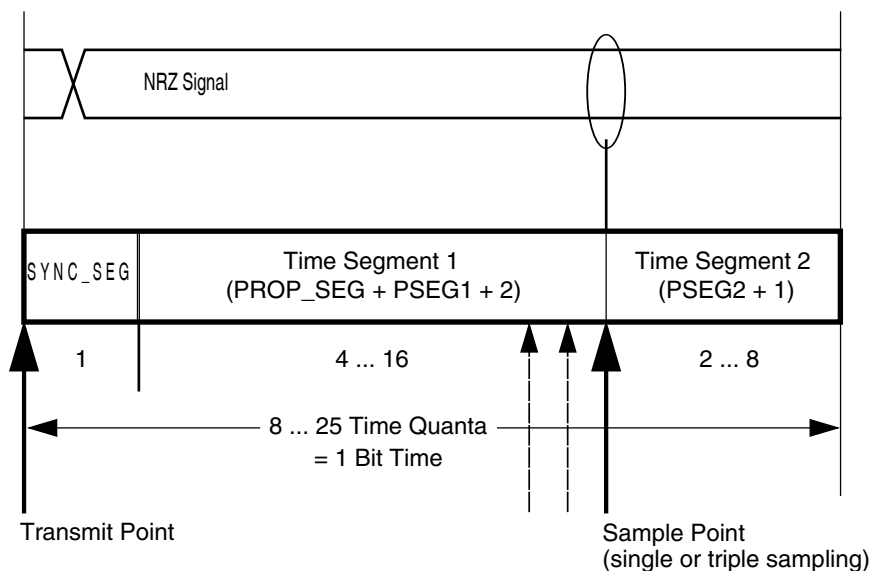 NRZ Signal
SYNC_SEG
Time Segment 1
(PROP_SEG + PSEG1 + 2)
Time Segment 2
(PSEG2 + 1)
1
4 ... 16
2 ... 8
8 ... 25 Time Quanta
= 1 Bit Time
Transmit Point
Sample Point
(single or triple sampling)